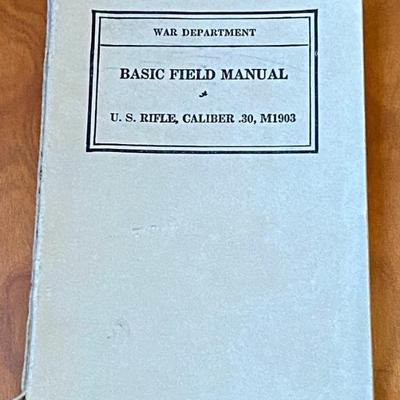 WAR DEPARTMENT
BASIC FIELD MANUAL
U. S. RIFLE, CALIBER .30, M1903